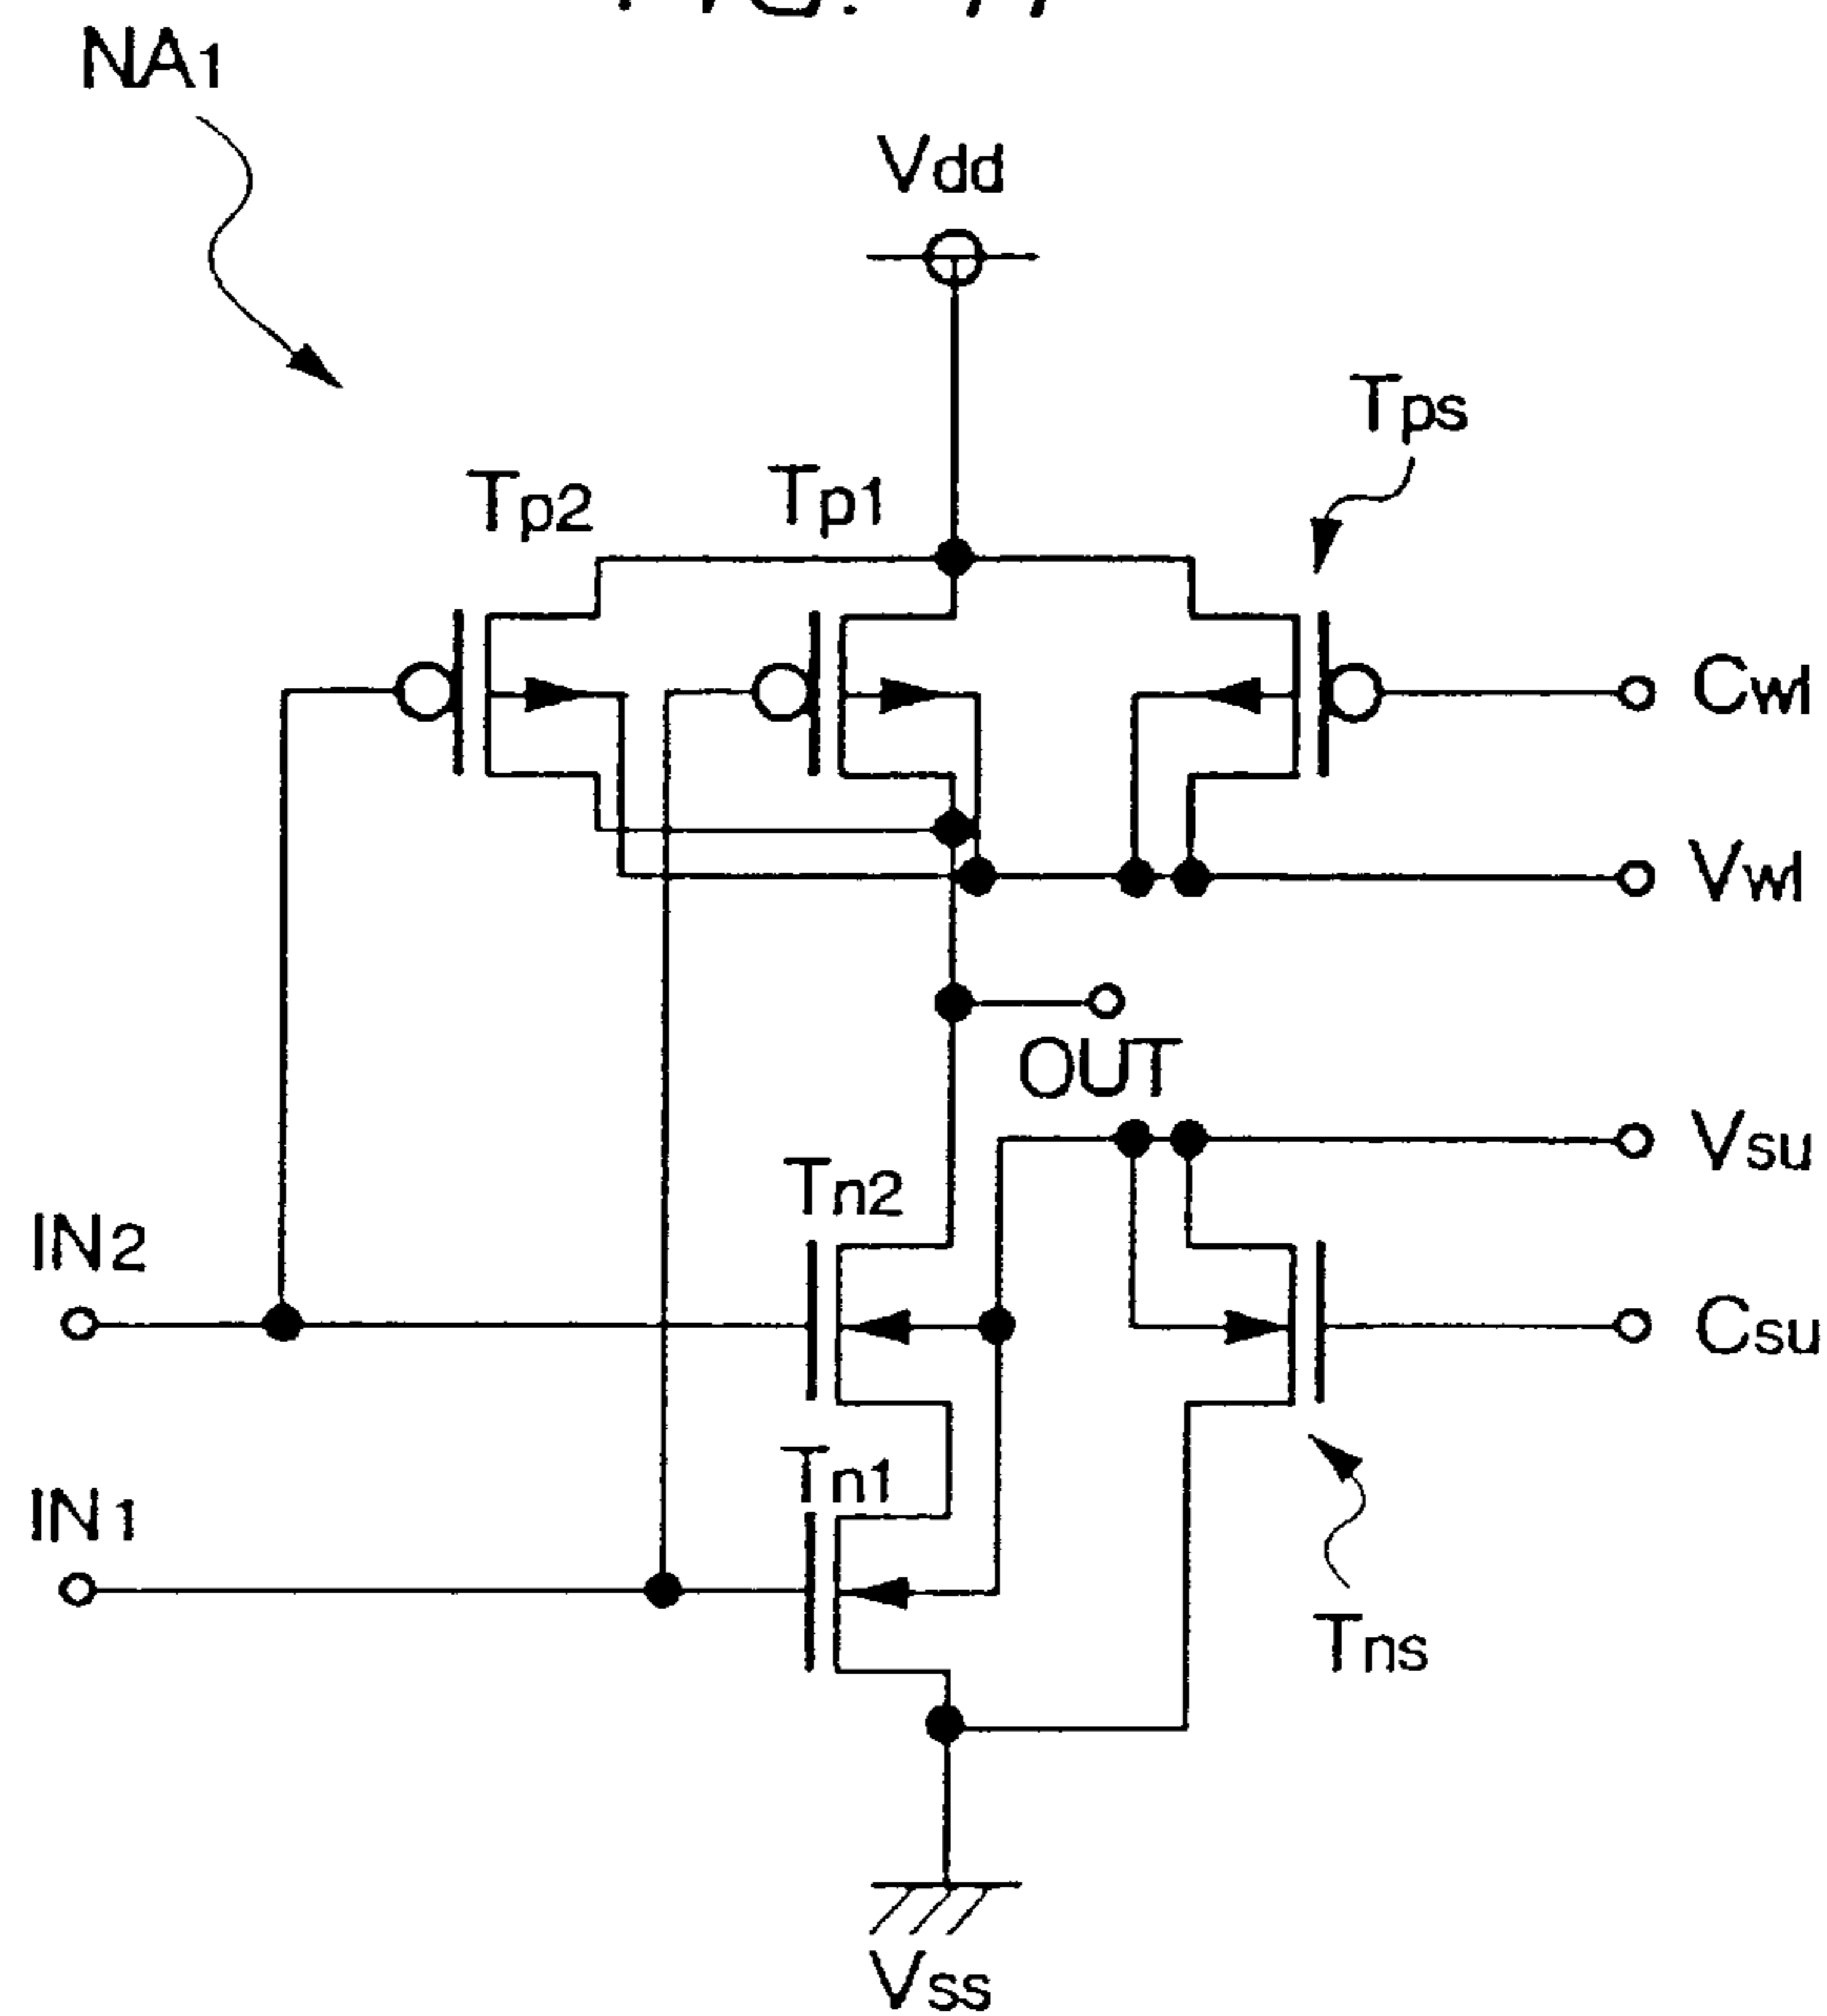 NA1
Vdd
Tps
Tp2
Tp1
Cwl
Vwl
OUT
Vsu
Tn2
IN2
Csu
Tn1
IN1
Tns
Vss